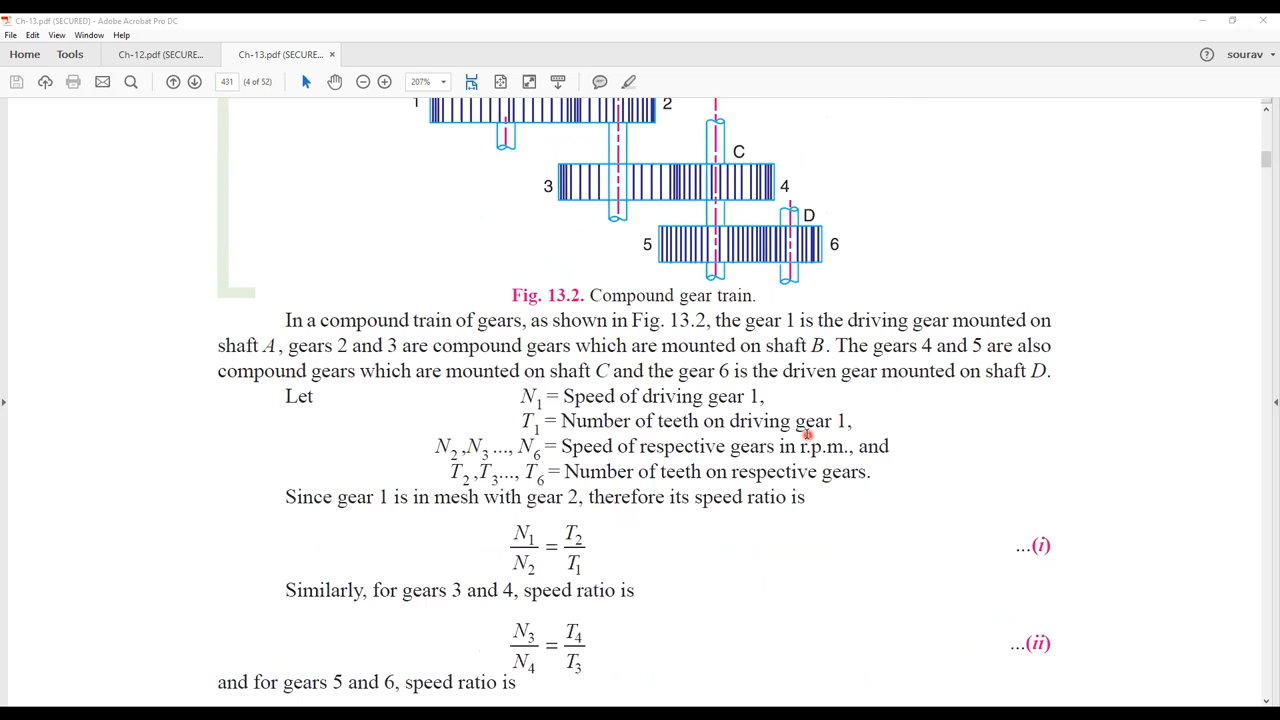 Ch-13.pdf (SECURED) - Adobe Acrobat Pro DC
File Edit View Window Help
Home Tools Ch-12.pdf (SECURE... Ch-13.pdf (SECURE... × sourav
431 (4 of 52) 207%
1 2
C
3 4
D
5 6
Fig. 13.2. Compound gear train.
In a compound train of gears, as shown in Fig. 13.2, the gear 1 is the driving gear mounted on
shaft A, gears 2 and 3 are compound gears which are mounted on shaft B. The gears 4 and 5 are also
compound gears which are mounted on shaft C and the gear 6 is the driven gear mounted on shaft D.
Let N₁ = Speed of driving gear 1,
T₁ = Number of teeth on driving gear 1,
N₂ ,N₃ ..., N₆ = Speed of respective gears in r.p.m., and
T₂ ,T₃..., T₆ = Number of teeth on respective gears.
Since gear 1 is in mesh with gear 2, therefore its speed ratio is
N₁/N₂ = T₂/T₁ ...(i)
Similarly, for gears 3 and 4, speed ratio is
N₃/N₄ = T₄/T₃ ...(ii)
and for gears 5 and 6, speed ratio is